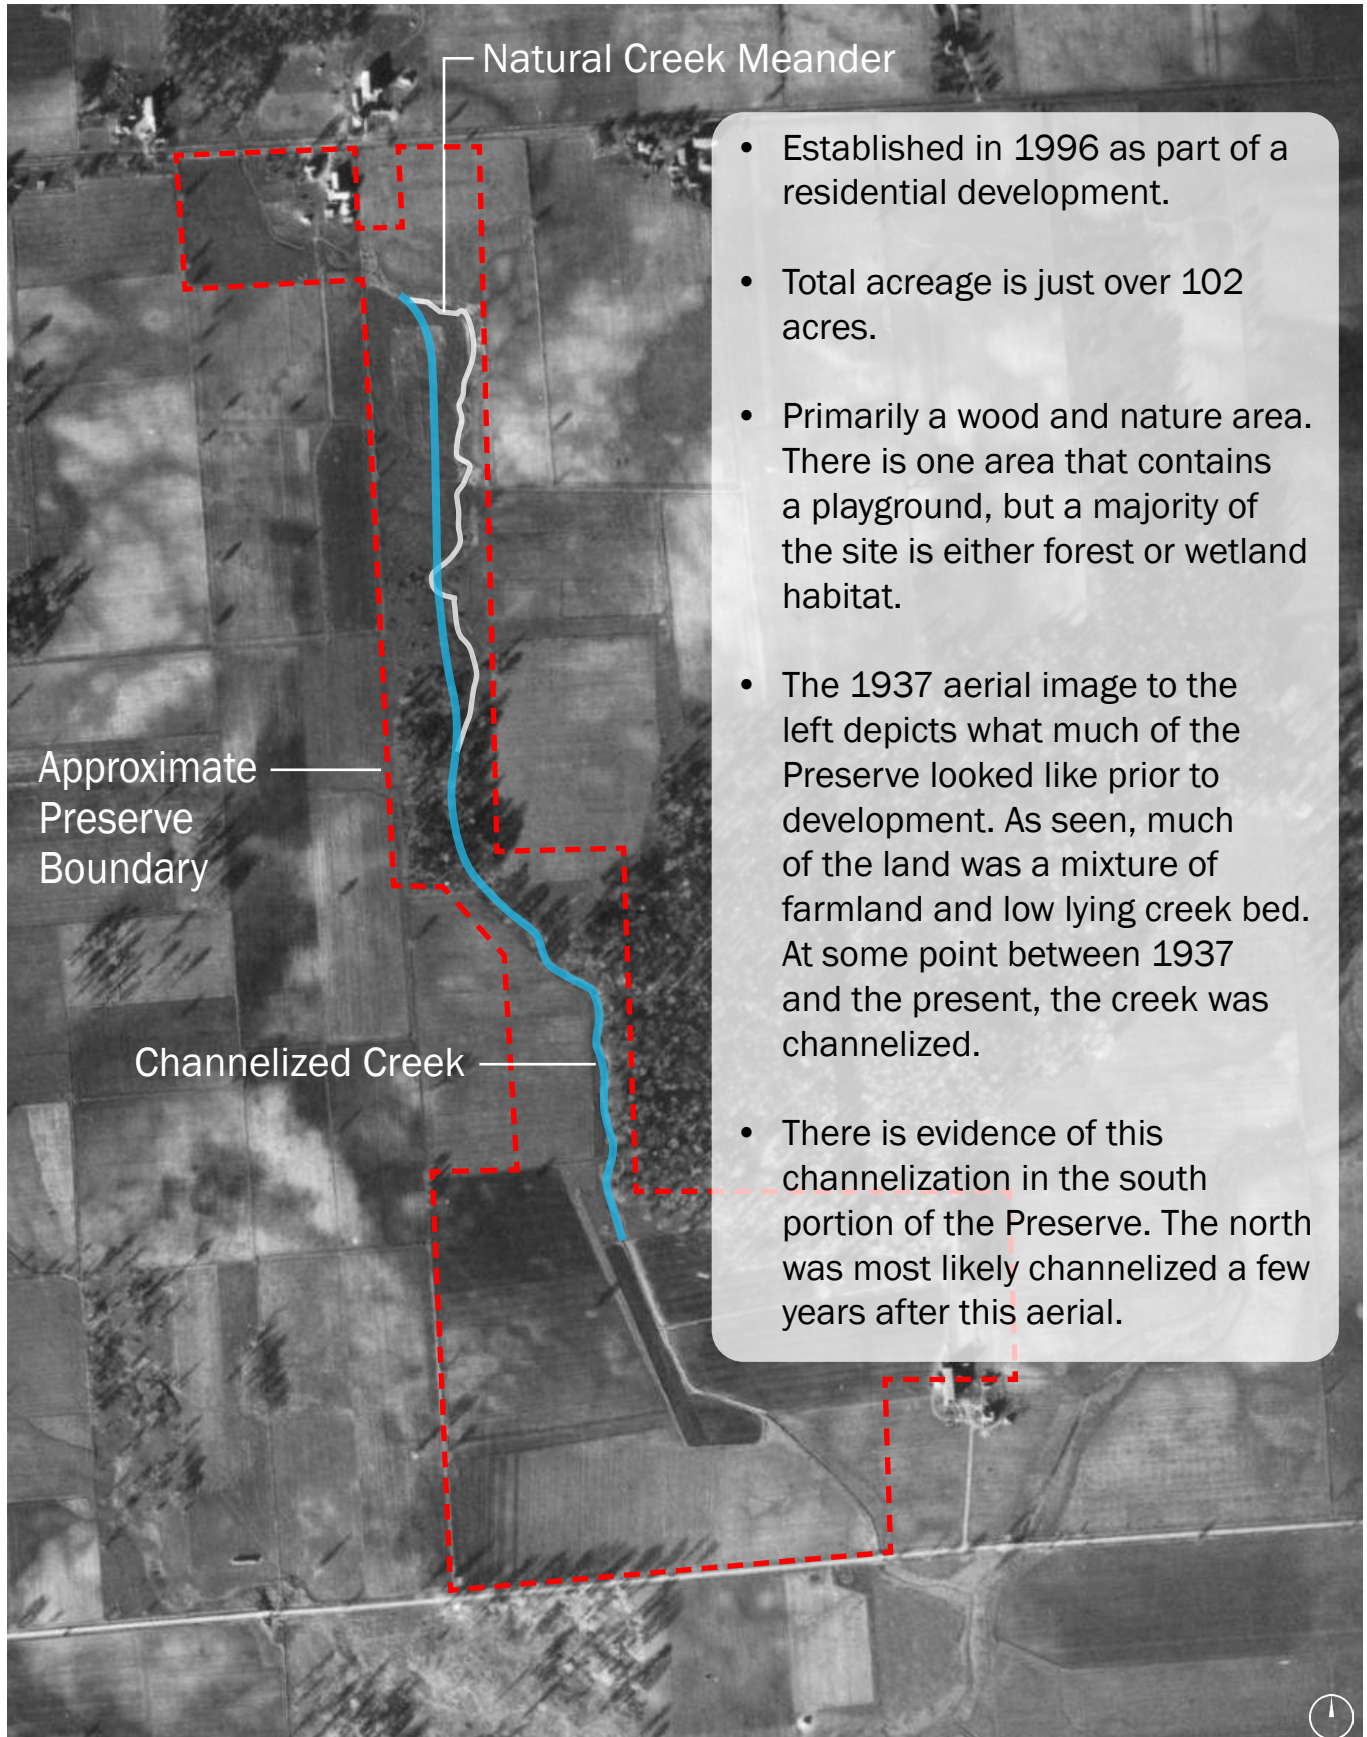 Natural Creek Meander
• Established in 1996 as part of a
residential development.
• Total acreage is just over 102
acres.
• Primarily a wood and nature area.
There is one area that contains
a playground, but a majority of
the site is either forest or wetland
habitat.
• The 1937 aerial image to the
left depicts what much of the
Preserve looked like prior to
development. As seen, much
of the land was a mixture of
farmland and low lying creek bed.
At some point between 1937
and the present, the creek was
channelized.
• There is evidence of this
channelization in the south
portion of the Preserve. The north
was most likely channelized a few
years after this aerial.
Approximate
Preserve
Boundary
Channelized Creek